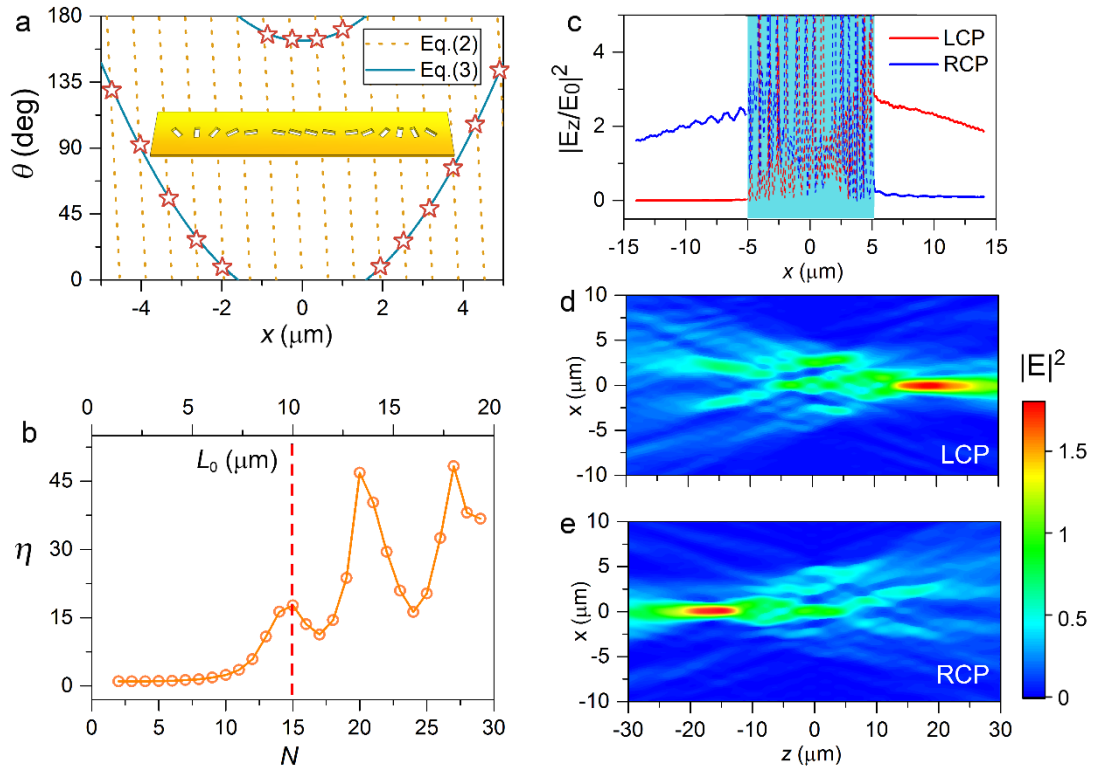 a
180
135
90
45
0
θ (deg)
Eq.(2)
Eq.(3)
-4 -2 0 2 4
x (μm)
b
0 5 10 15 20
L₀ (μm)
45
30
15
0
η
0 5 10 15 20 25 30
N
c
4
2
0
|Ez/E0|²
LCP
RCP
-15 -10 -5 0 5 10 15
x (μm)
d
10
5
0
-5
-10
x (μm)
LCP
e
10
5
0
-5
-10
x (μm)
RCP
-30 -20 -10 0 10 20 30
z (μm)
|E|²
1.5
1
0.5
0